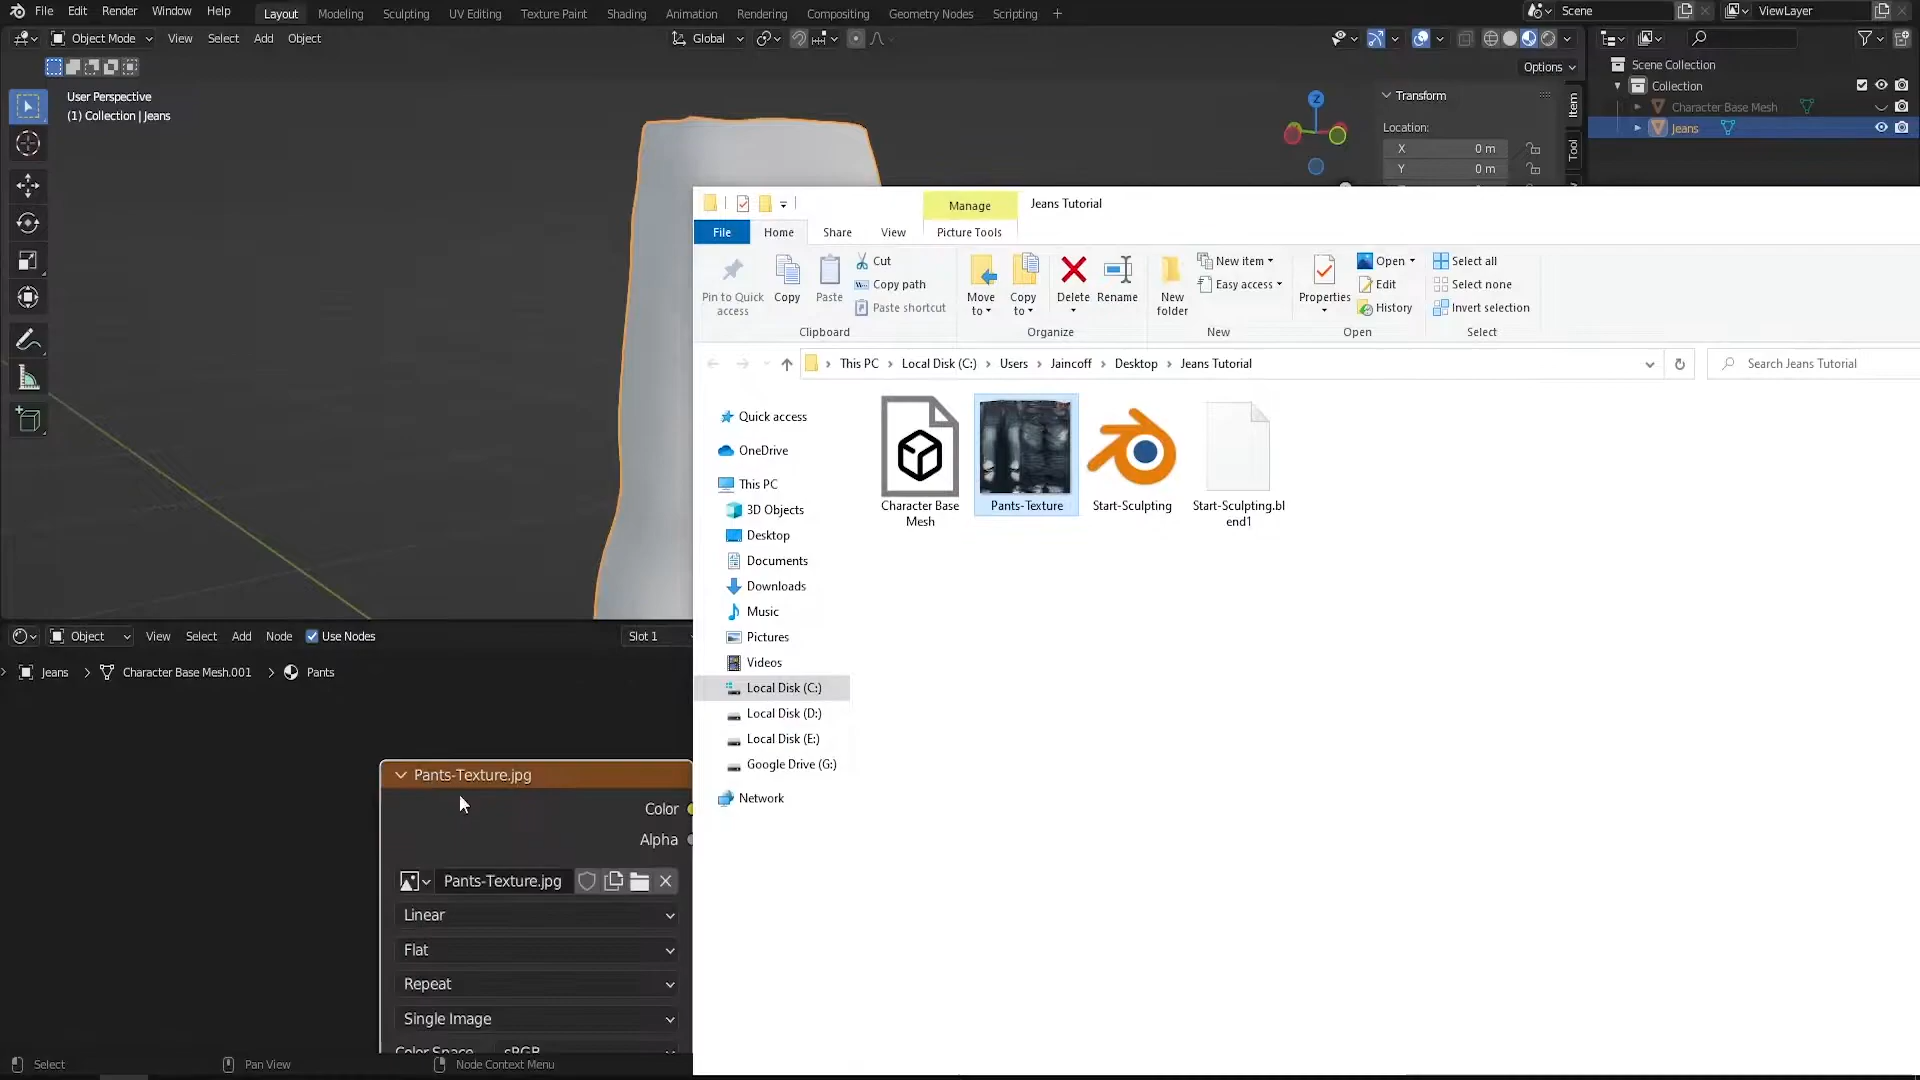 File Edit Render Window Help Layout Modeling Sculpting UV Editing Texture Paint Shading Animation Rendering Compositing Geometry Nodes Scripting + Scene ViewLayer
Object Mode View Select Add Object Global
Options
User Perspective
(1) Collection | Jeans
Transform
Location:
X 0 m
Y 0 m
Item
Tool
Scene Collection
Collection
Character Base Mesh
Jeans
Manage Jeans Tutorial
File Home Share View Picture Tools
Pin to Quick access
Copy
Paste
Cut
Copy path
Paste shortcut
Clipboard
Move to
Copy to
Delete
Rename
Organize
New folder
New item
Easy access
New
Properties
Open
Edit
History
Open
Select all
Select none
Invert selection
Select
This PC › Local Disk (C:) › Users › Jaincoff › Desktop › Jeans Tutorial
Search Jeans Tutorial
Quick access
OneDrive
This PC
3D Objects
Desktop
Documents
Downloads
Music
Pictures
Videos
Local Disk (C:)
Local Disk (D:)
Local Disk (E:)
Google Drive (G:)
Network
Character Base
Mesh
Pants-Texture
Start-Sculpting
Start-Sculpting.bl
end1
Object View Select Add Node Use Nodes Slot 1
Jeans > Character Base Mesh.001 > Pants
Pants-Texture.jpg
Color
Alpha
Pants-Texture.jpg
Linear
Flat
Repeat
Single Image
Color Space sRGB
Select Pan View Node Context Menu